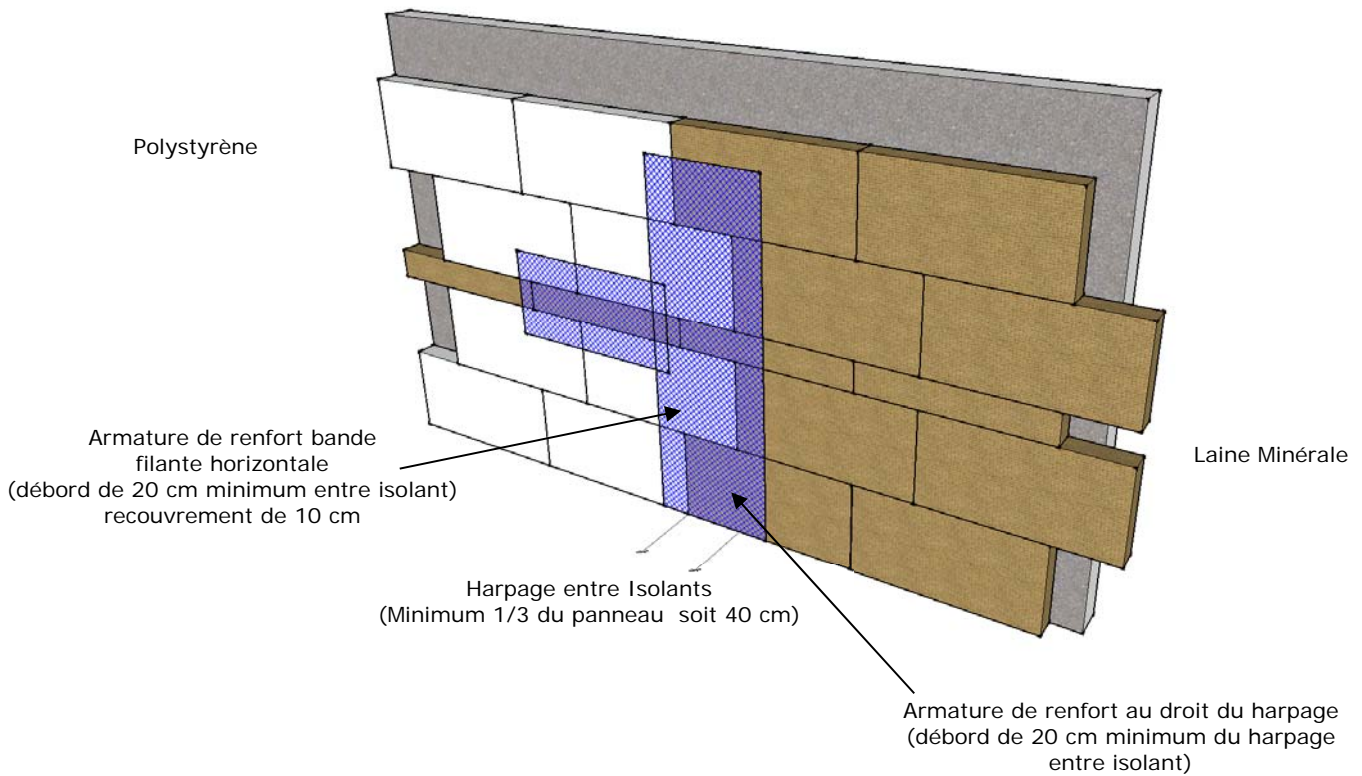 Polystyrène
Laine Minérale
Armature de renfort bande
filante horizontale
(débord de 20 cm minimum entre isolant)
recouvrement de 10 cm
Harpage entre Isolants
(Minimum 1/3 du panneau soit 40 cm)
Armature de renfort au droit du harpage
(débord de 20 cm minimum du harpage
entre isolant)